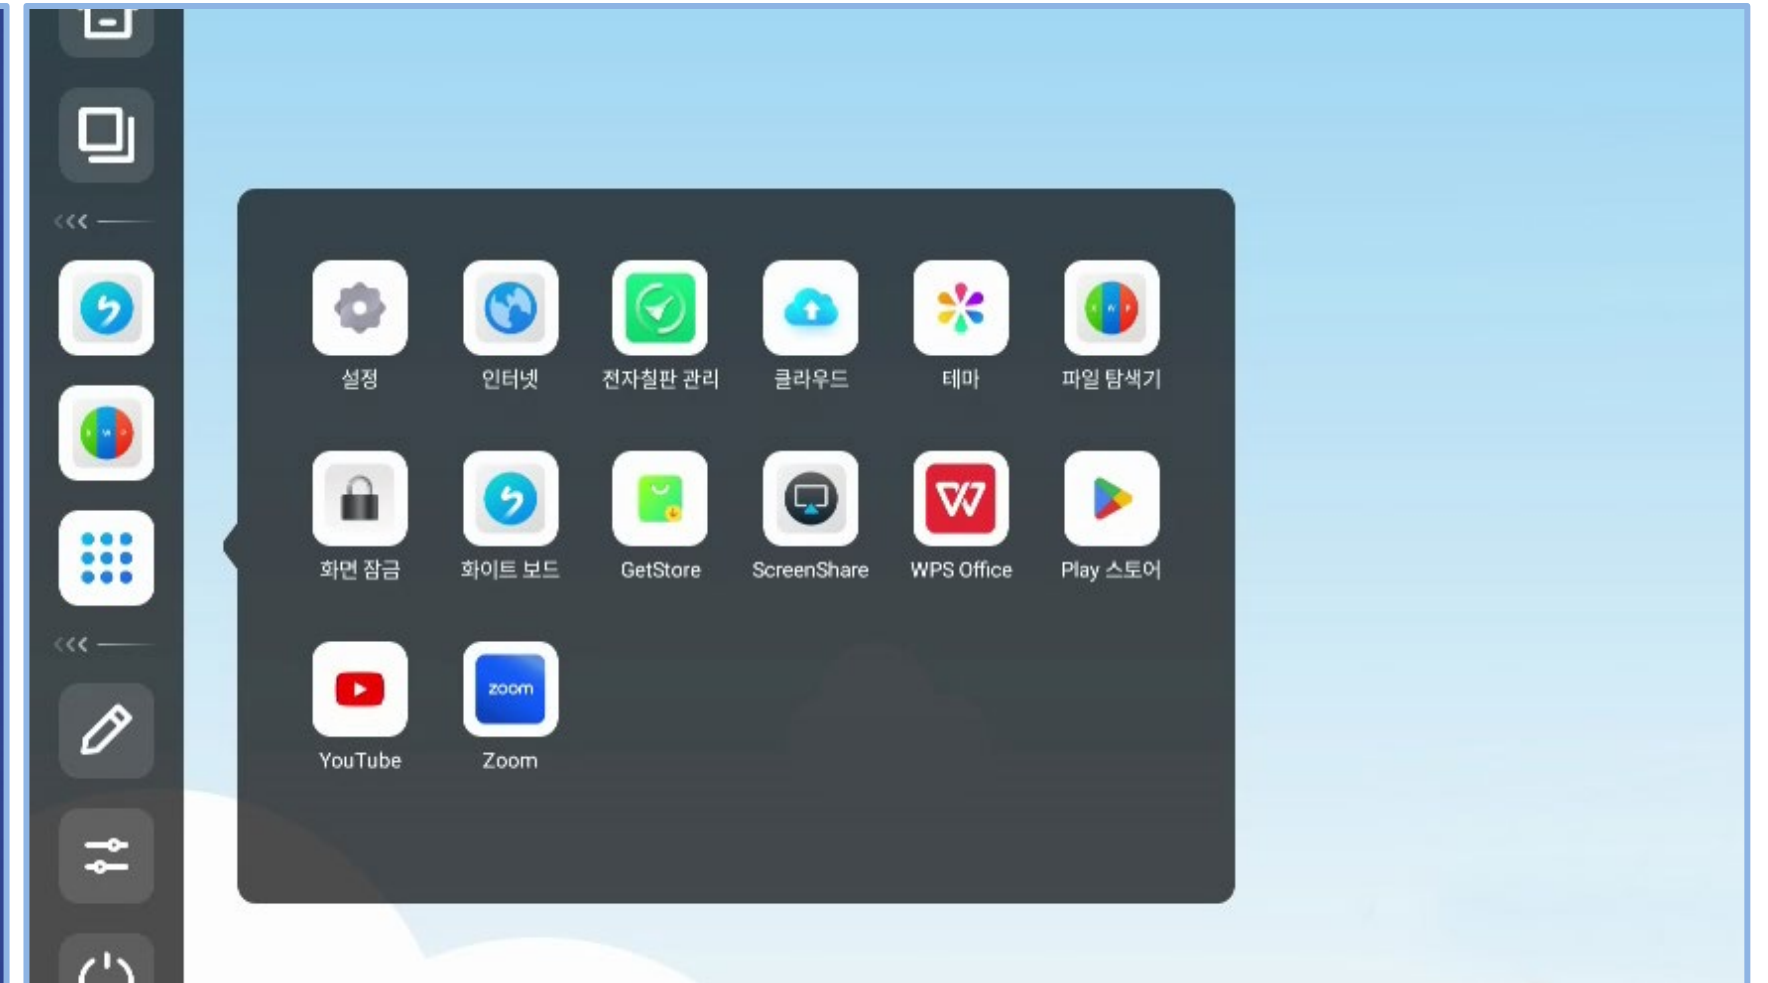 설정 인터넷 전자칠판 관리 클라우드 테마 파일 탐색기
화면 잠금 화이트 보드 GetStore ScreenShare WPS Office Play 스토어
zoom
YouTube Zoom